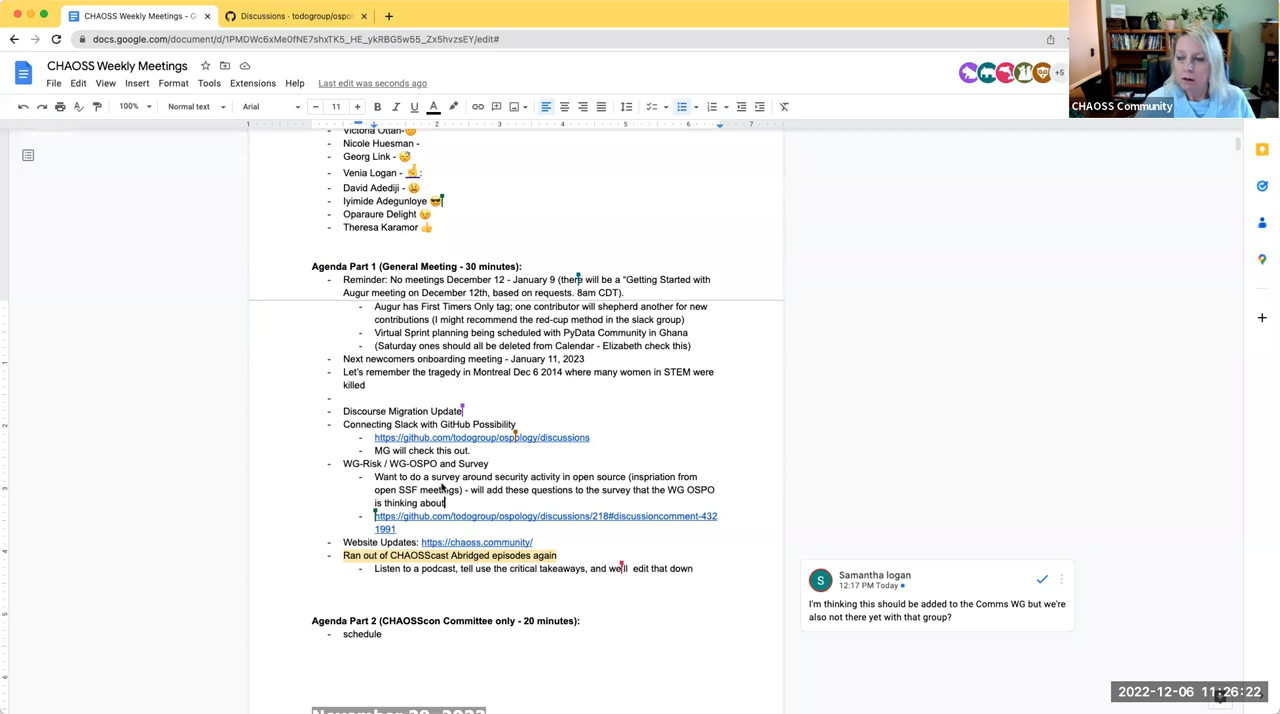 CHAOSS Weekly Meetings - G
Discussions · todogroup/ospol
docs.google.com/document/d/1PMDWc6xMe0fNE7shxTK5_HE_ykRBG5w55_Zx5hvzsEY/edit#
CHAOSS Weekly Meetings
File Edit View Insert Format Tools Extensions Help Last edit was seconds ago
+5
100% Normal text Arial 11
CHAOSS Community
Victoria Ottah-
- Nicole Huesman -
- Georg Link - 😴
- Venia Logan - :
- David Adediji - 😩
- Iyimide Adegunloye 😎
- Oparaure Delight 😉
- Theresa Karamor 👍
Agenda Part 1 (General Meeting - 30 minutes):
- Reminder: No meetings December 12 - January 9 (there will be a “Getting Started with
Augur meeting on December 12th, based on requests. 8am CDT).
- Augur has First Timers Only tag; one contributor will shepherd another for new
contributions (I might recommend the red-cup method in the slack group)
- Virtual Sprint planning being scheduled with PyData Community in Ghana
- (Saturday ones should all be deleted from Calendar - Elizabeth check this)
- Next newcomers onboarding meeting - January 11, 2023
- Let’s remember the tragedy in Montreal Dec 6 2014 where many women in STEM were
killed
-
- Discourse Migration Update
- Connecting Slack with GitHub Possibility
- https://github.com/todogroup/ospology/discussions
- MG will check this out.
- WG-Risk / WG-OSPO and Survey
- Want to do a survey around security activity in open source (inspriation from
open SSF meetings) - will add these questions to the survey that the WG OSPO
is thinking about
- https://github.com/todogroup/ospology/discussions/218#discussioncomment-432
1991
- Website Updates: https://chaoss.community/
- Ran out of CHAOSScast Abridged episodes again
- Listen to a podcast, tell use the critical takeaways, and we'll edit that down
S Samantha logan
12:17 PM Today
I'm thinking this should be added to the Comms WG but we're
also not there yet with that group?
Agenda Part 2 (CHAOSScon Committee only - 20 minutes):
- schedule
2022-12-06 11:26:22
November 29, 2022